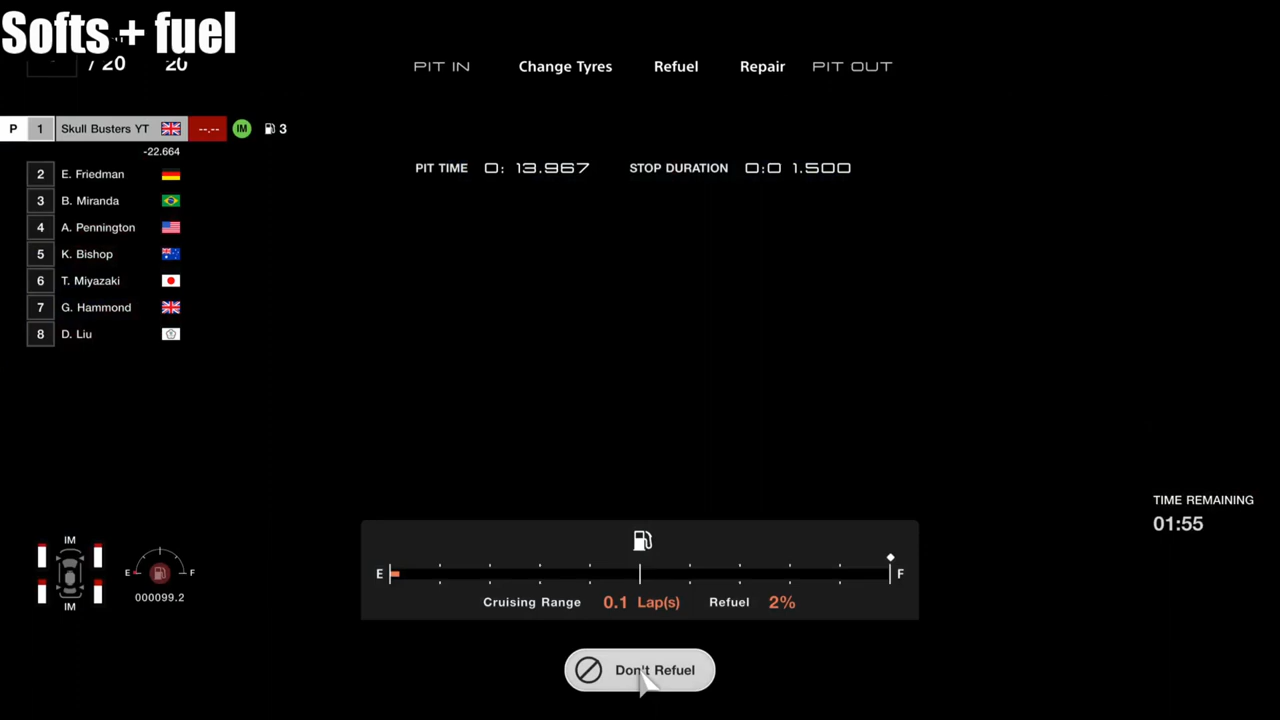 Softs + fuel
/ 20 20
PIT IN Change Tyres Refuel Repair PIT OUT
P 1 Skull Busters YT --.-- IM 3
-22.664
PIT TIME 0: 13.967 STOP DURATION 0:0 1.500
2 E. Friedman
3 B. Miranda
4 A. Pennington
5 K. Bishop
6 T. Miyazaki
7 G. Hammond
8 D. Liu
TIME REMAINING
01:55
IM
E F
000099.2
IM
E F
Cruising Range 0.1 Lap(s) Refuel 2%
Don't Refuel